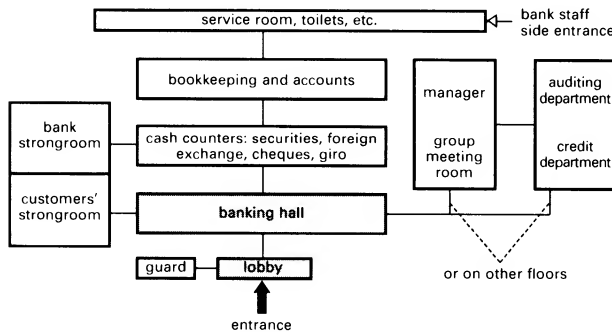 service room, toilets, etc.
bank staff
side entrance
bookkeeping and accounts
manager
group
meeting
room
auditing
department
credit
department
bank
strongroom
customers'
strongroom
cash counters: securities, foreign
exchange, cheques, giro
banking hall
guard
lobby
or on other floors
entrance